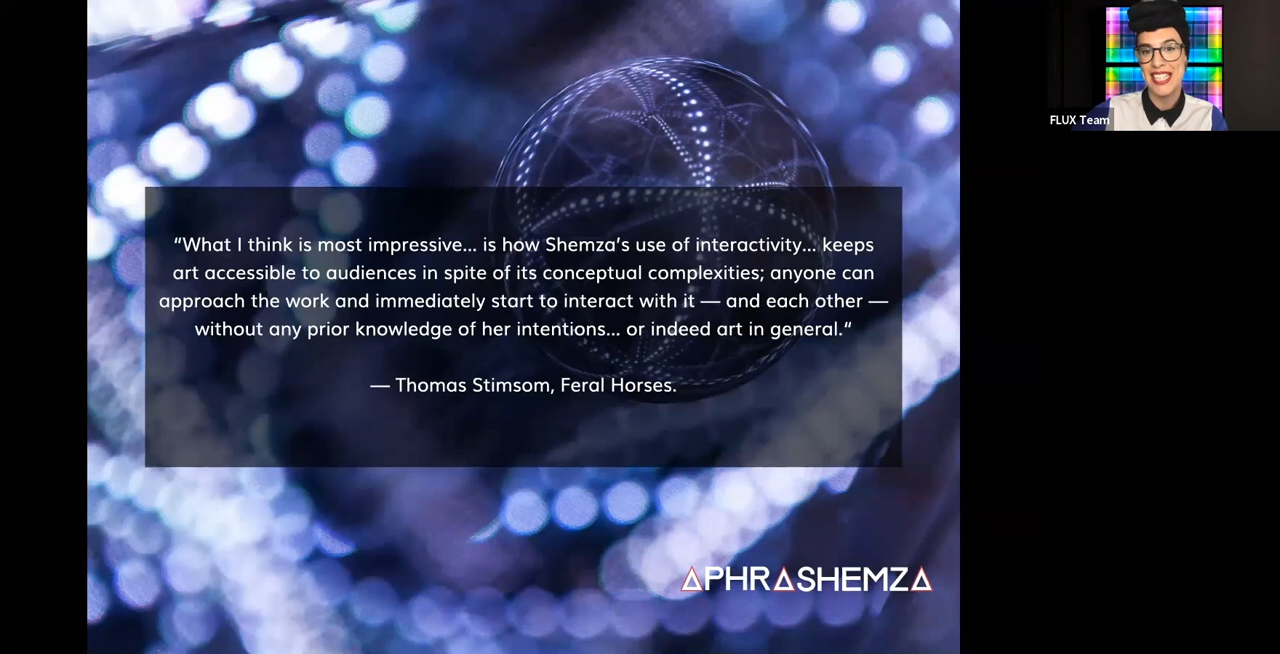 “What I think is most impressive... is how Shemza’s use of interactivity... keeps
art accessible to audiences in spite of its conceptual complexities; anyone can
approach the work and immediately start to interact with it — and each other —
without any prior knowledge of her intentions... or indeed art in general.“
— Thomas Stimsom, Feral Horses.
APHRASHEMZA
FLUX Team